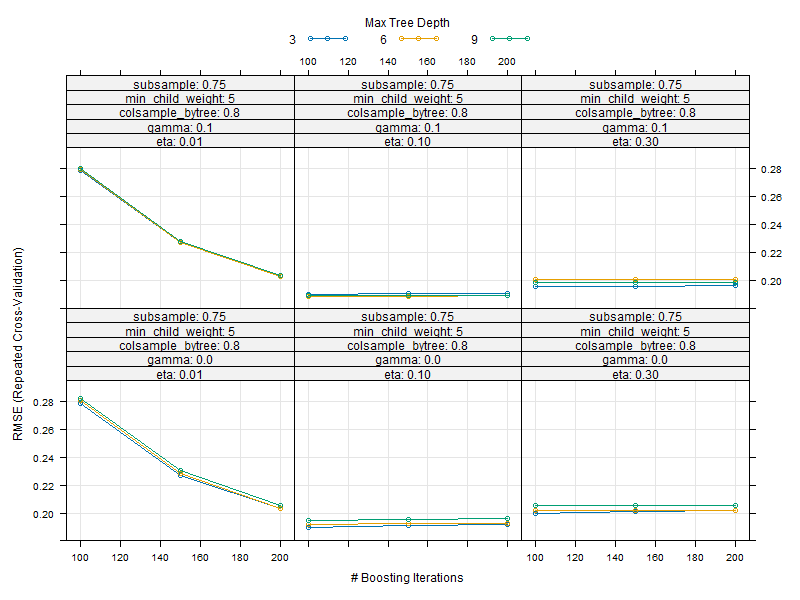 Max Tree Depth
3 6 9
100 120 140 160 180 200
subsample: 0.75 subsample: 0.75 subsample: 0.75
min_child_weight: 5 min_child_weight: 5 min_child_weight: 5
colsample_bytree: 0.8 colsample_bytree: 0.8 colsample_bytree: 0.8
gamma: 0.1 gamma: 0.1 gamma: 0.1
eta: 0.01 eta: 0.10 eta: 0.30
0.28
0.26
0.24
0.22
0.20
subsample: 0.75 subsample: 0.75 subsample: 0.75
min_child_weight: 5 min_child_weight: 5 min_child_weight: 5
colsample_bytree: 0.8 colsample_bytree: 0.8 colsample_bytree: 0.8
gamma: 0.0 gamma: 0.0 gamma: 0.0
eta: 0.01 eta: 0.10 eta: 0.30
0.28
0.26
0.24
0.22
0.20
RMSE (Repeated Cross-Validation)
100 120 140 160 180 200 100 120 140 160 180 200
# Boosting Iterations